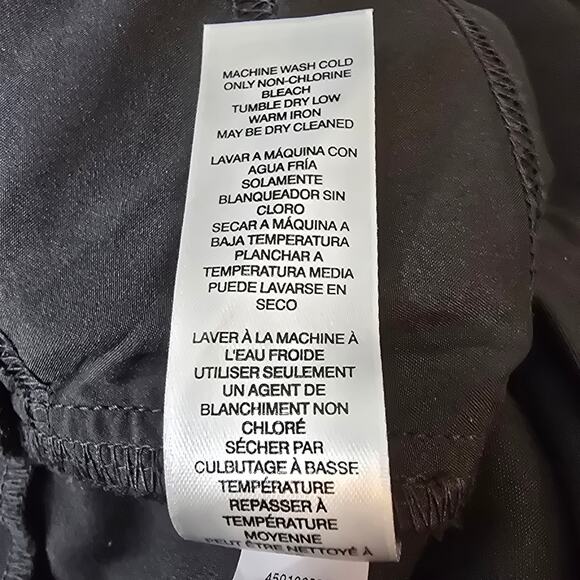 MACHINE WASH COLD
ONLY NON-CHLORINE
BLEACH
TUMBLE DRY LOW
WARM IRON
MAY BE DRY CLEANED
LAVAR A MÁQUINA CON
AGUA FRÍA
SOLAMENTE
BLANQUEADOR SIN
CLORO
SECAR A MÁQUINA A
BAJA TEMPERATURA
PLANCHAR A
TEMPERATURA MEDIA
PUEDE LAVARSE EN
SECO
LAVER À LA MACHINE À
L'EAU FROIDE
UTILISER SEULEMENT
UN AGENT DE
BLANCHIMENT NON
CHLORÉ
SÉCHER PAR
CULBUTAGE À BASSE
TEMPÉRATURE
REPASSER À
TEMPÉRATURE
MOYENNE
PEUT ÊTRE NETTOYÉ À